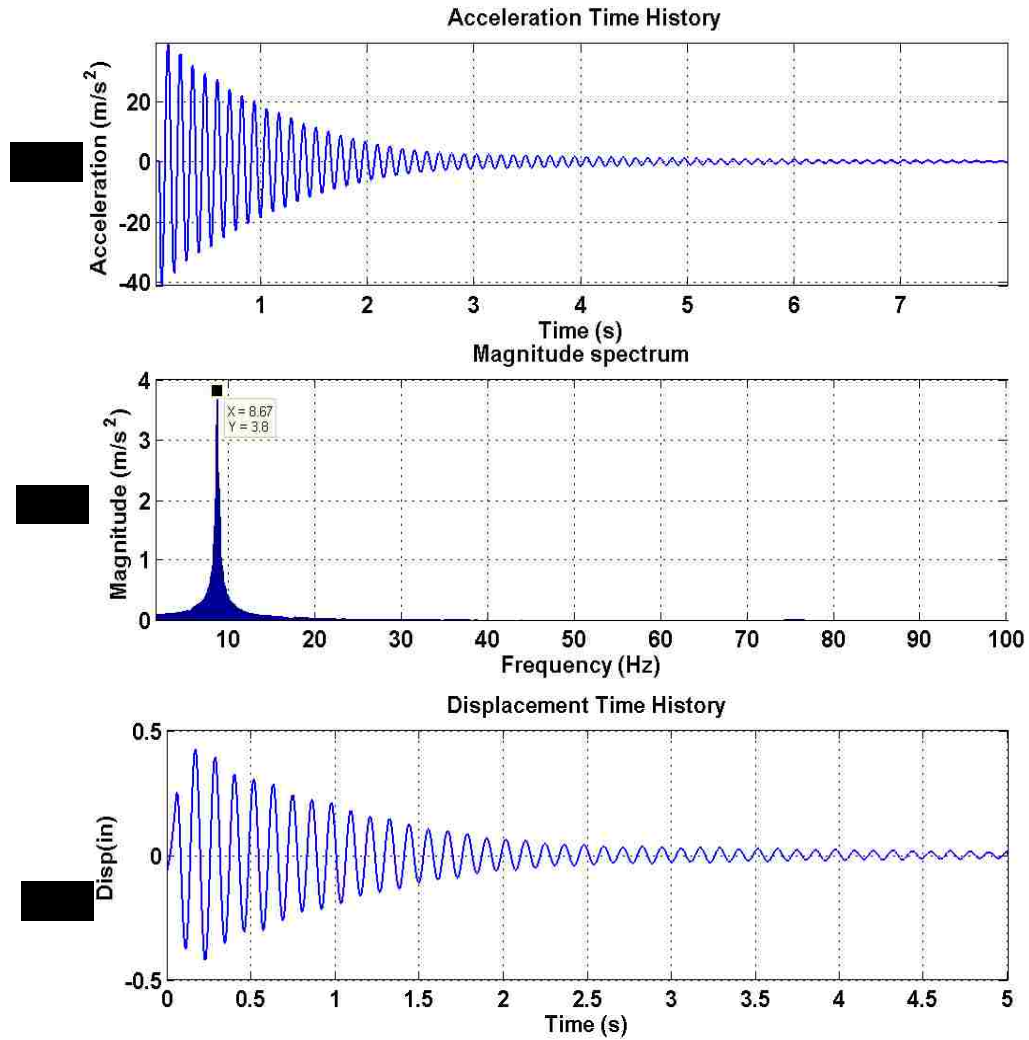 Acceleration Time History
Acceleration (m/s²)
20
0
-20
-40
1 2 3 4 5 6 7
Time (s)
Magnitude spectrum
Magnitude (m/s²)
4
3
2
1
0
X = 8.67
Y = 3.8
10 20 30 40 50 60 70 80 90 100
Frequency (Hz)
Displacement Time History
Disp(in)
0.5
0
-0.5
0 0.5 1 1.5 2 2.5 3 3.5 4 4.5 5
Time (s)